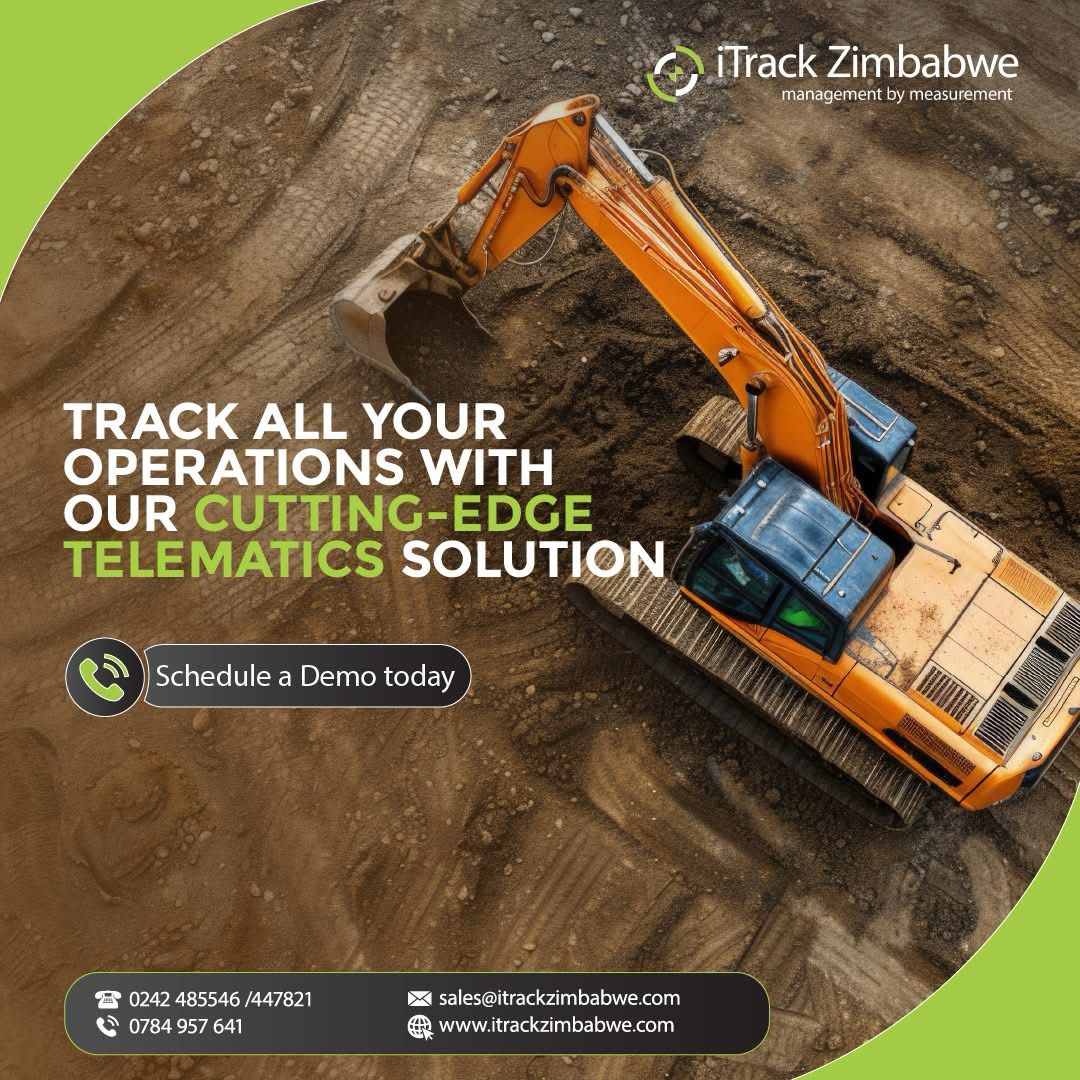 iTrack Zimbabwe
management by measurement
TRACK ALL YOUR
OPERATIONS WITH
OUR CUTTING-EDGE
TELEMATICS SOLUTION
Schedule a Demo today
0242 485546 /447821
0784 957 641
sales@itrackzimbabwe.com
www.itrackzimbabwe.com